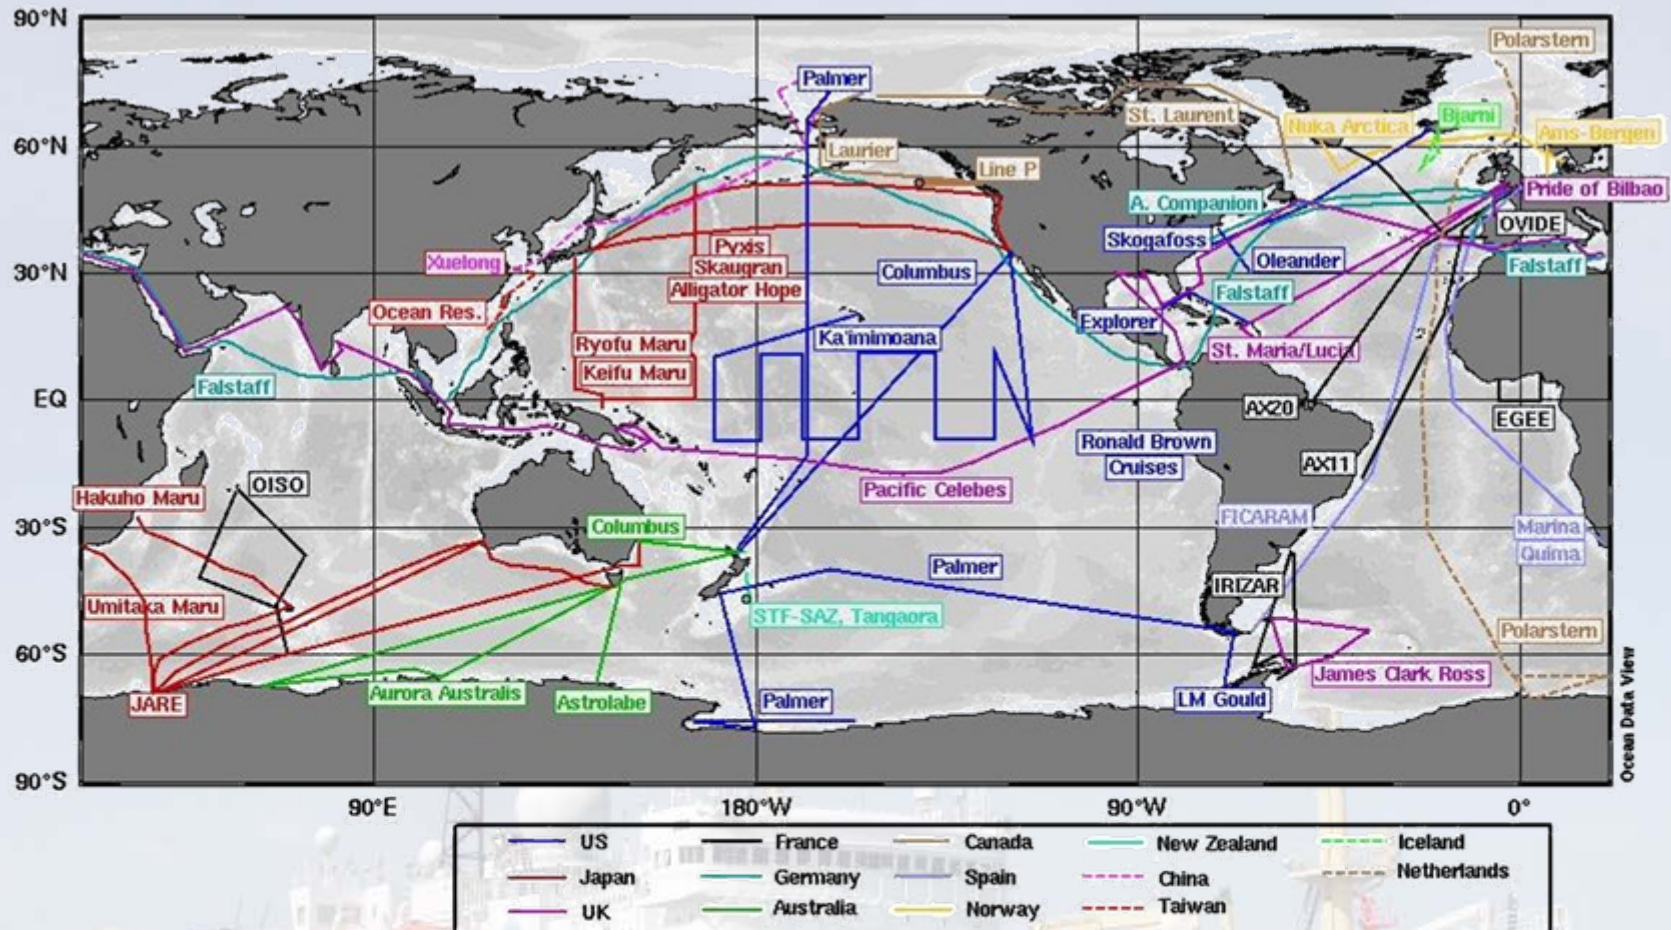 90°N
60°N
30°N
EQ
30°S
60°S
90°S
90°E
180°W
90°W
0°
Polarstern
Palmer
St. Laurent
Nuka Arctica
Bjarni
Ams-Bergen
Laurier
Line P
A. Companion
Pride of Bilbao
OVIDE
Skogafoss
Oleander
Falstaff
Xuelong
Pyxis
Skaugran
Alligator Hope
Columbus
Falstaff
Ocean Res.
Explorer
Ryofu Maru
Keifu Maru
Ka'imimoana
St. Maria/Lucia
Falstaff
AX20
EGEE
Ronald Brown
Cruises
AX11
Pacific Celebes
OISO
Hakuho Maru
Columbus
FICARAM
Marina
Quima
Palmer
IRIZAR
Umitaka Maru
STF-SAZ, Tangaora
Polarstern
James Clark Ross
JARE
Aurora Australis
Astrolabe
Palmer
LM Gould
Ocean Data View
US
France
Canada
New Zealand
Iceland
Japan
Germany
Spain
China
Netherlands
UK
Australia
Norway
Taiwan